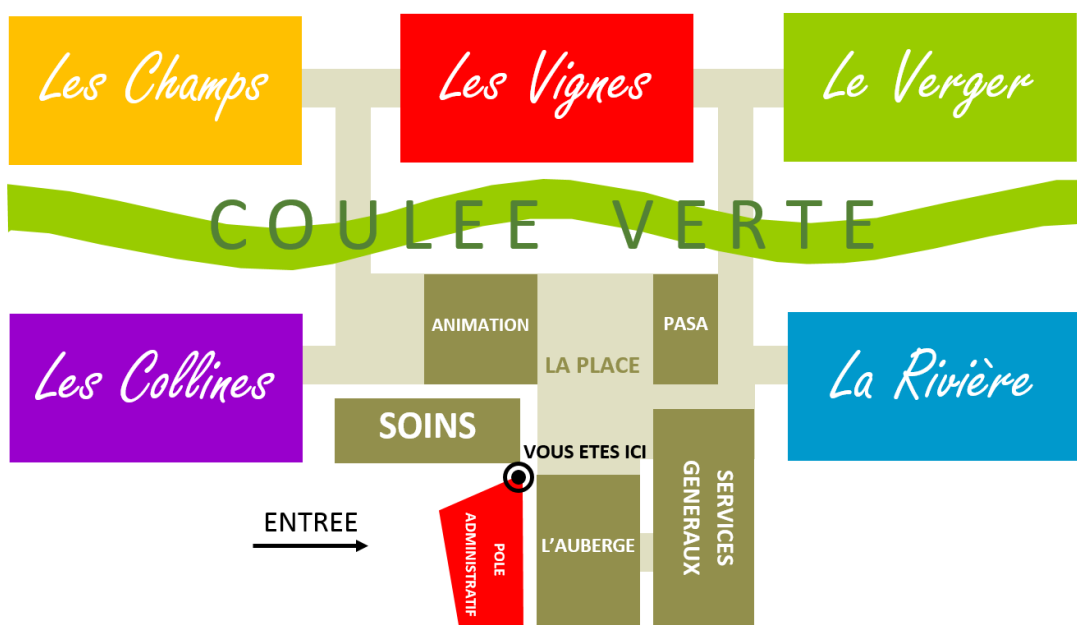 Les Champs
Les Vignes
Le Verger
COULEE VERTE
ANIMATION
PASA
LA PLACE
Les Collines
La Rivière
SOINS
VOUS ETES ICI
SERVICES
GENERAUX
ENTREE
POLE
ADMINISTRATIF
L'AUBERGE